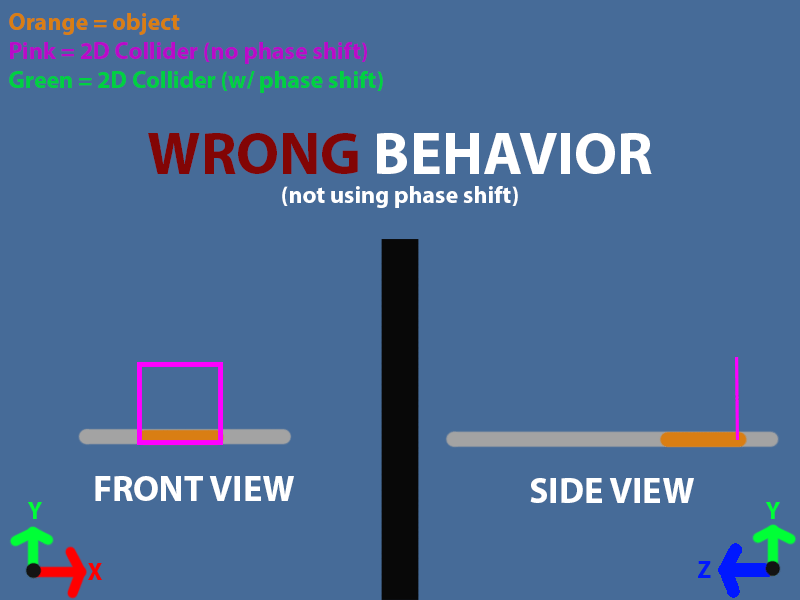 Orange = object
Pink = 2D Collider (no phase shift)
Green = 2D Collider (w/ phase shift)
WRONG BEHAVIOR
(not using phase shift)
FRONT VIEW
SIDE VIEW
Y
X
Y
Z